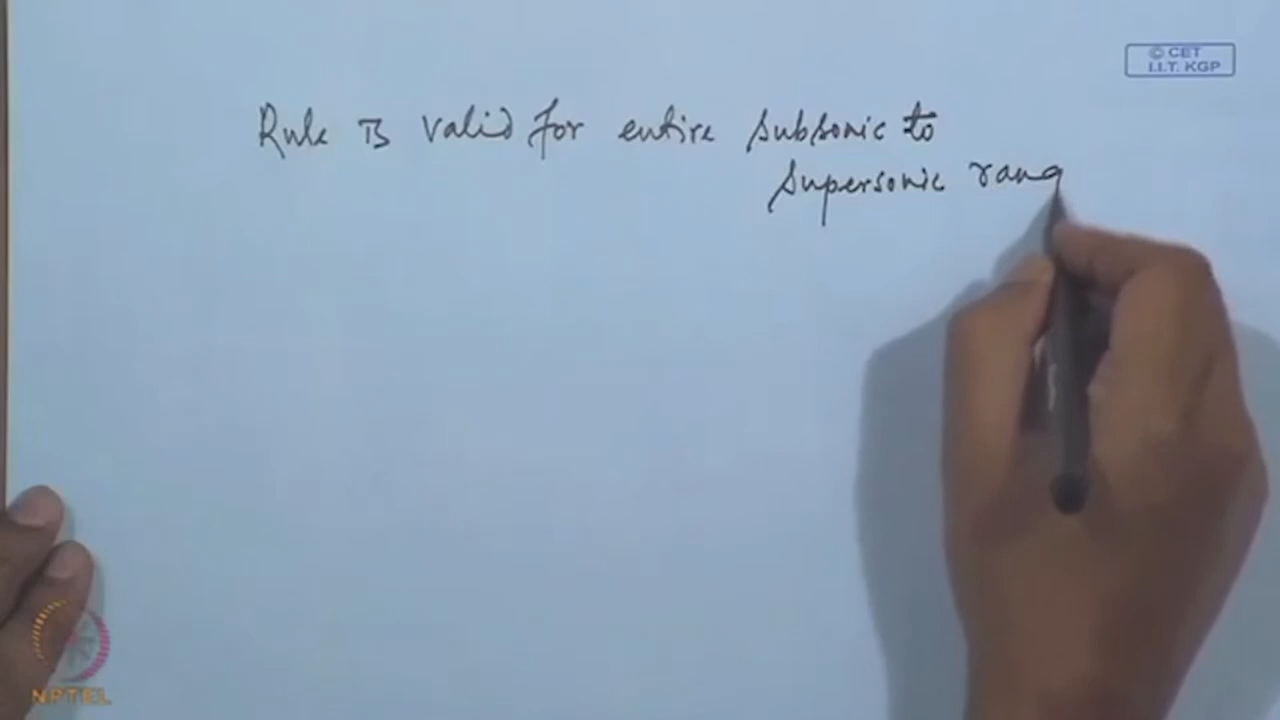 © CET
I.I.T. KGP
Rule is valid for entire subsonic to
supersonic rang
NPTEL